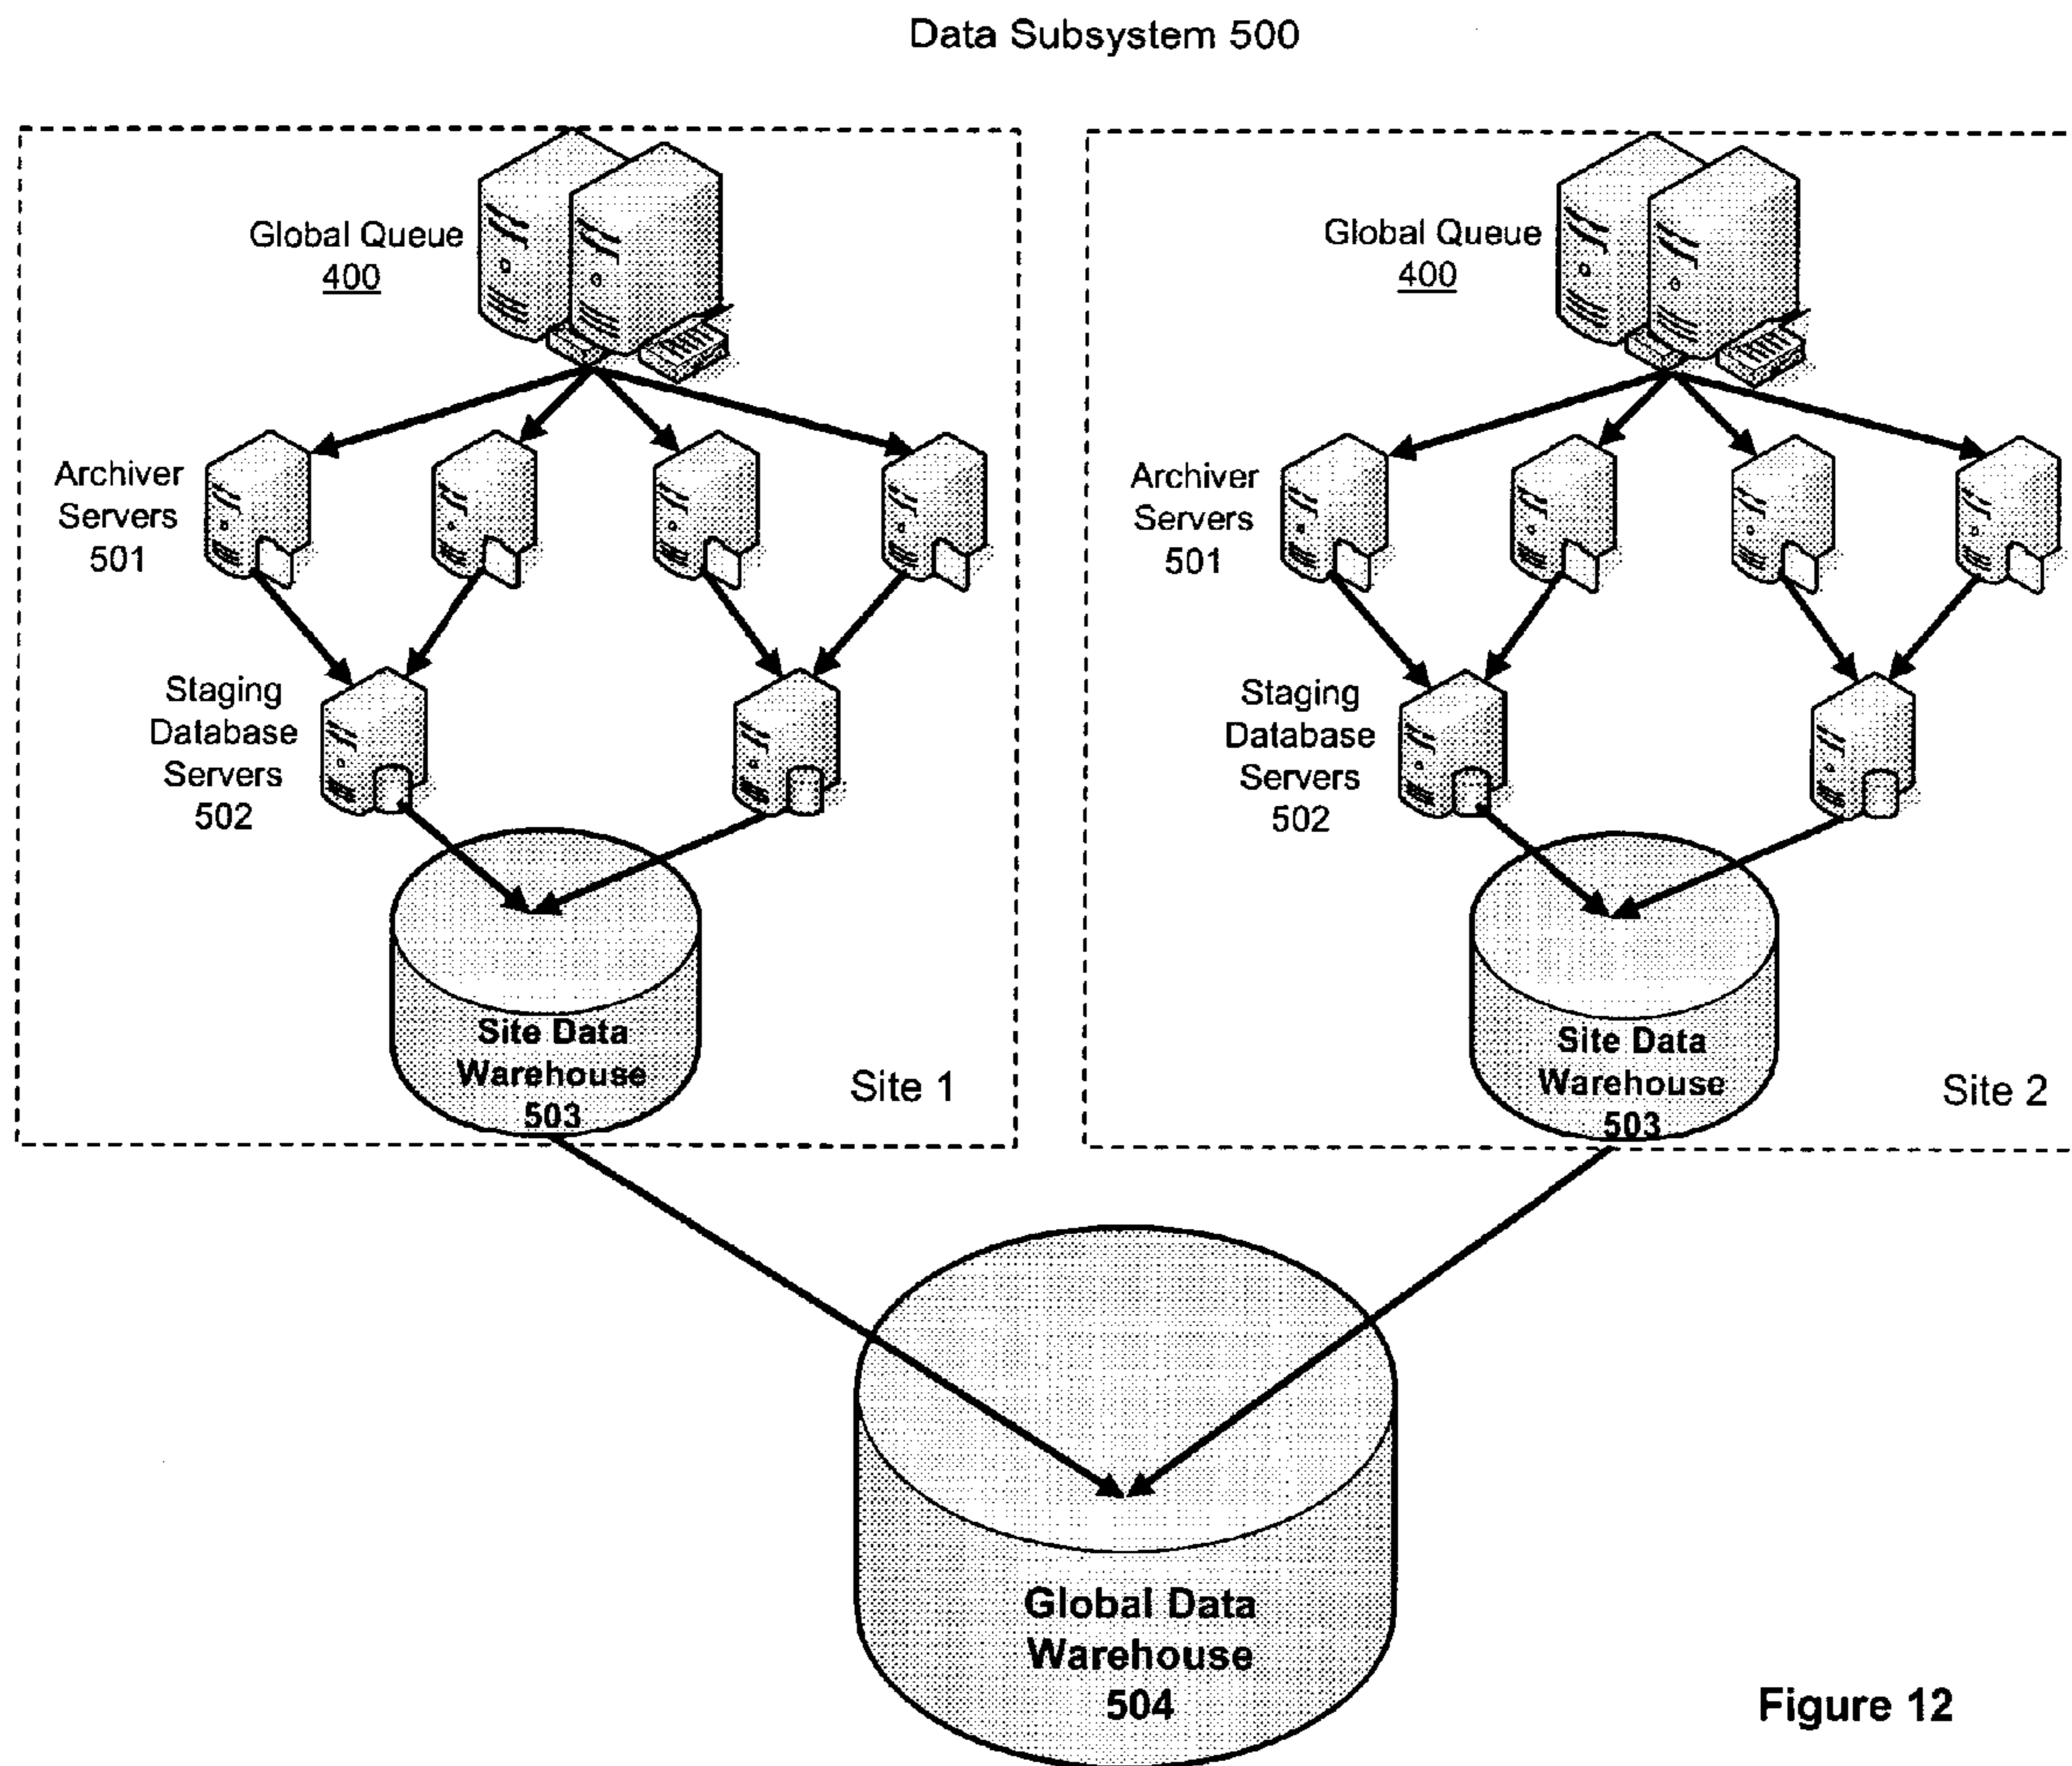 Data Subsystem 500
Global Queue
400
Archiver
Servers
501
Staging
Database
Servers
502
Site Data
Warehouse
503
Site 1
Global Queue
400
Archiver
Servers
501
Staging
Database
Servers
502
Site Data
Warehouse
503
Site 2
Global Data
Warehouse
504
Figure 12